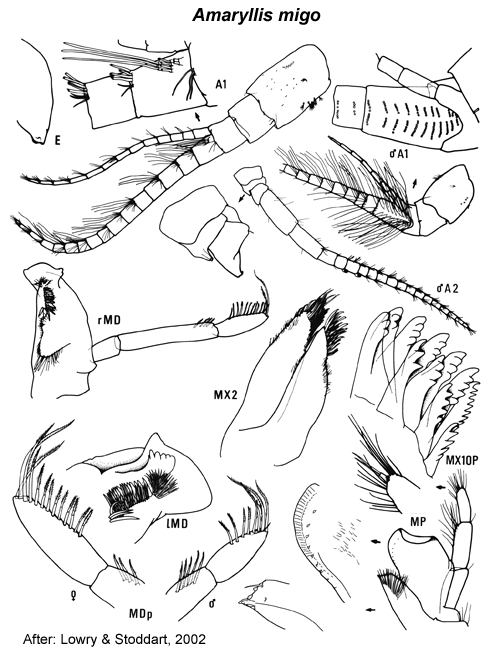 Amaryllis migo
A1
E
♂A1
♂A2
rMD
MX2
MX1OP
lMD
MP
♀
MDp
♂
After: Lowry & Stoddart, 2002